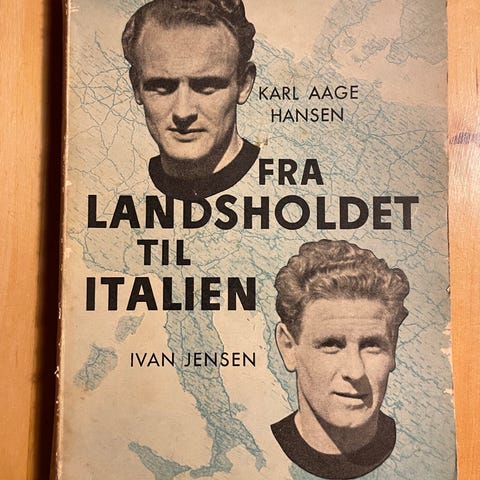 KARL AAGE
HANSEN
FRA
LANDSHOLDET
TIL
ITALIEN
IVAN JENSEN